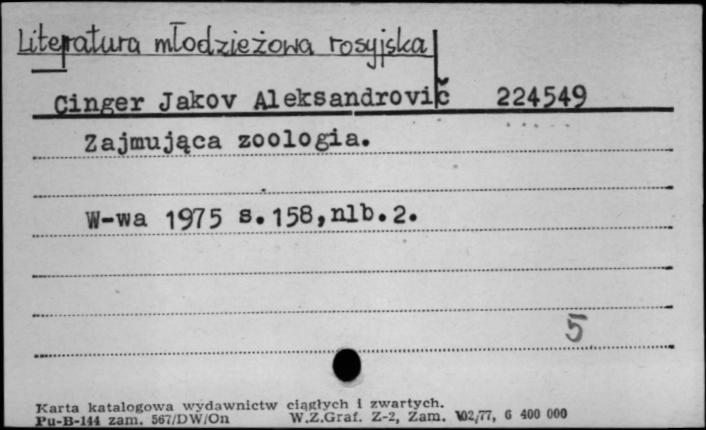 Literatura młodzieżowa rosyjska
Cinger Jakov Aleksandrovič 224549
Zajmująca zoologia.
W-wa 1975 s.158,nlb.2.
5
Karta katalogowa wydawnictw ciągłych i zwartych.
Pu-B-144 zam. 567/DW/On W.Z.Graf. Z-2, Zam. 102/77, 6 400 000